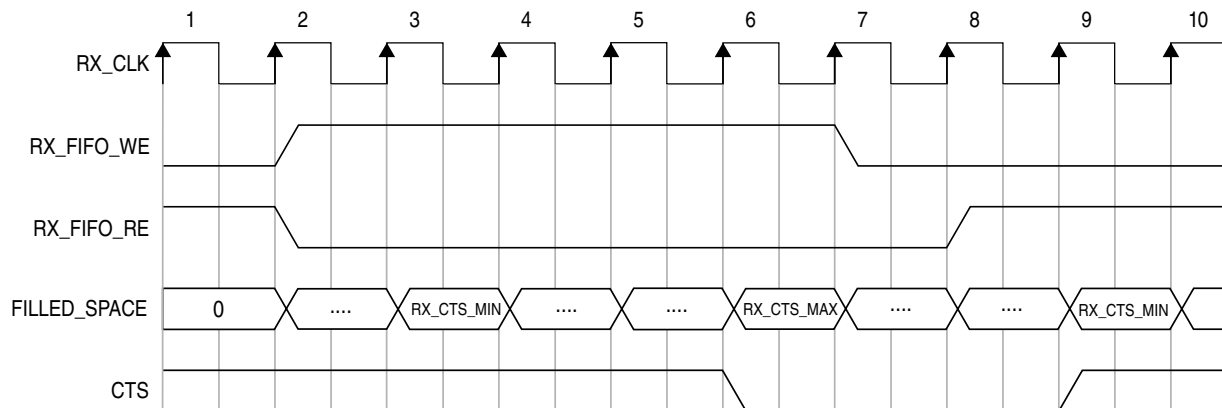 1 2 3 4 5 6 7 8 9 10
RX_CLK
RX_FIFO_WE
RX_FIFO_RE
FILLED_SPACE 0 .... RX_CTS_MIN .... .... RX_CTS_MAX .... .... RX_CTS_MIN
CTS